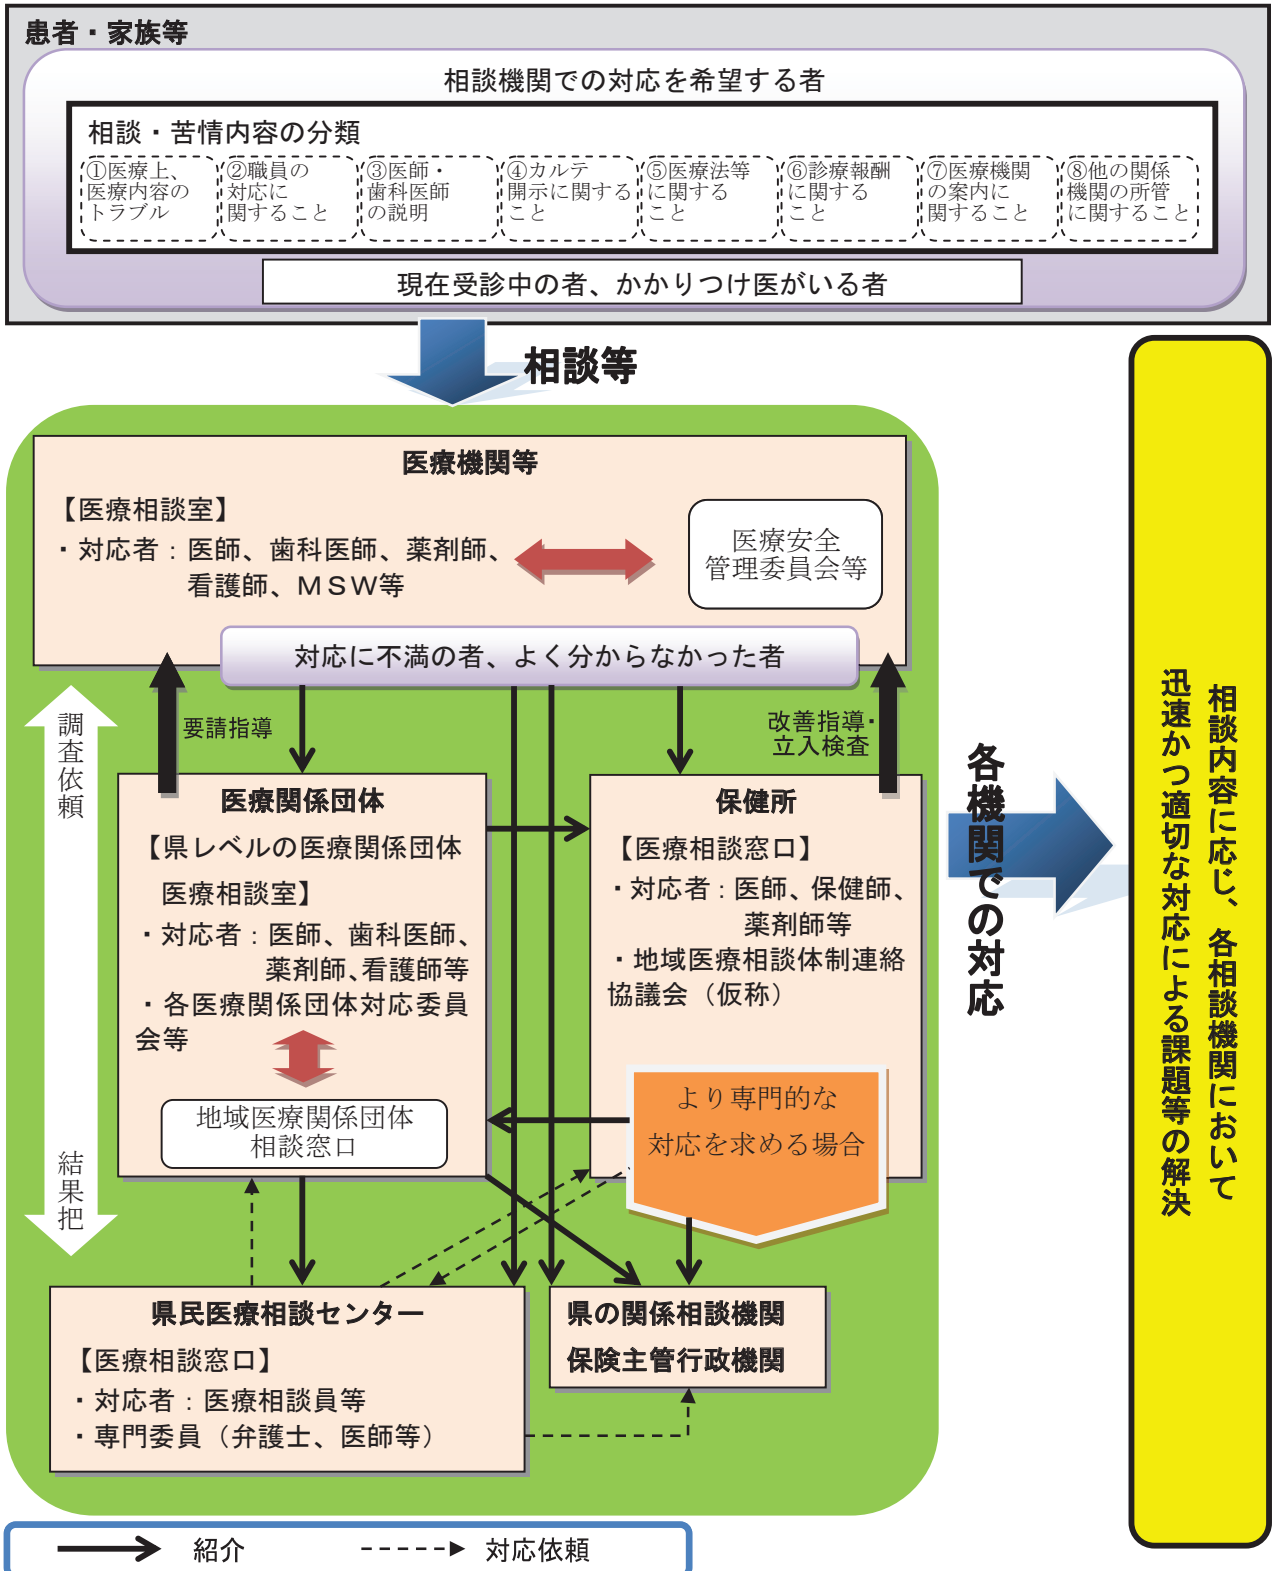 患者・家族等
相談機関での対応を希望する者
相談・苦情内容の分類
①医療上、
医療内容の
トラブル
②職員の
対応に
関すること
③医師・
歯科医師
の説明
④カルテ
開示に関する
こと
⑤医療法等
に関する
こと
⑥診療報酬
に関する
こと
⑦医療機関
の案内に
関すること
⑧他の関係
機関の所管
に関すること
現在受診中の者、かかりつけ医がいる者
相談等
医療機関等
【医療相談室】
・対応者：医師、歯科医師、薬剤師、
看護師、ＭＳＷ等
医療安全
管理委員会等
対応に不満の者、よく分からなかった者
調査依頼
要請指導
改善指導・
立入検査
医療関係団体
【県レベルの医療関係団体
医療相談室】
・対応者：医師、歯科医師、
薬剤師、看護師等
・各医療関係団体対応委員
会等
地域医療関係団体
相談窓口
保健所
【医療相談窓口】
・対応者：医師、保健師、
薬剤師等
・地域医療相談体制連絡
協議会（仮称）
より専門的な
対応を求める場合
結果把
県民医療相談センター
【医療相談窓口】
・対応者：医療相談員等
・専門委員（弁護士、医師等）
県の関係相談機関
保険主管行政機関
各機関での対応
相談内容に応じ、各相談機関において
迅速かつ適切な対応による課題等の解決
紹介
対応依頼